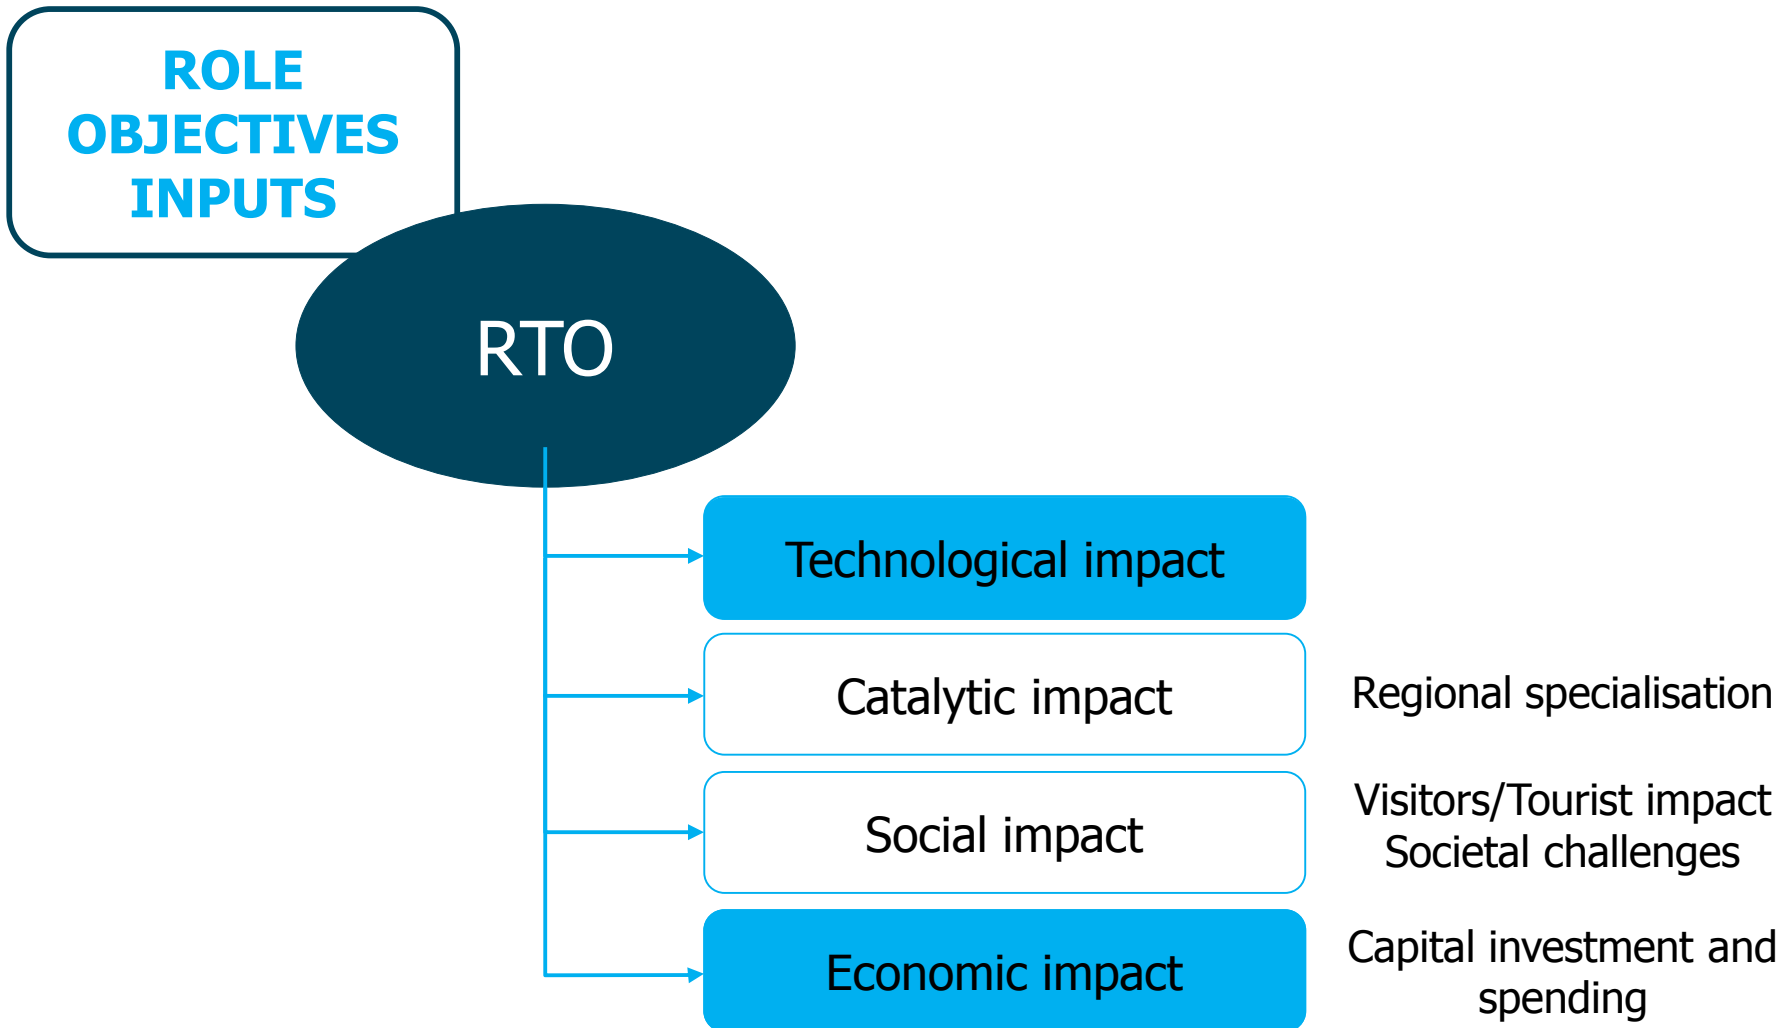 ROLE
OBJECTIVES
INPUTS
RTO
Technological impact
Catalytic impact
Regional specialisation
Social impact
Visitors/Tourist impact
Societal challenges
Economic impact
Capital investment and
spending